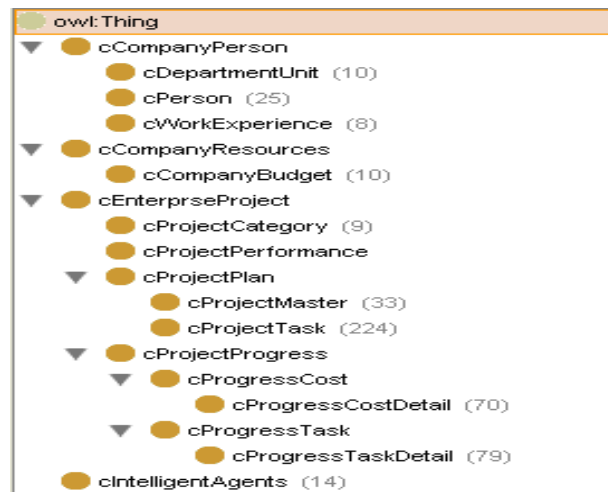 owl:Thing
cCompanyPerson
cDepartmentUnit (10)
cPerson (25)
cWorkExperience (8)
cCompanyResources
cCompanyBudget (10)
cEnterpriseProject
cProjectCategory (9)
cProjectPerformance
cProjectPlan
cProjectMaster (33)
cProjectTask (224)
cProjectProgress
cProgressCost
cProgressCostDetail (70)
cProgressTask
cProgressTaskDetail (79)
cIntelligentAgents (14)